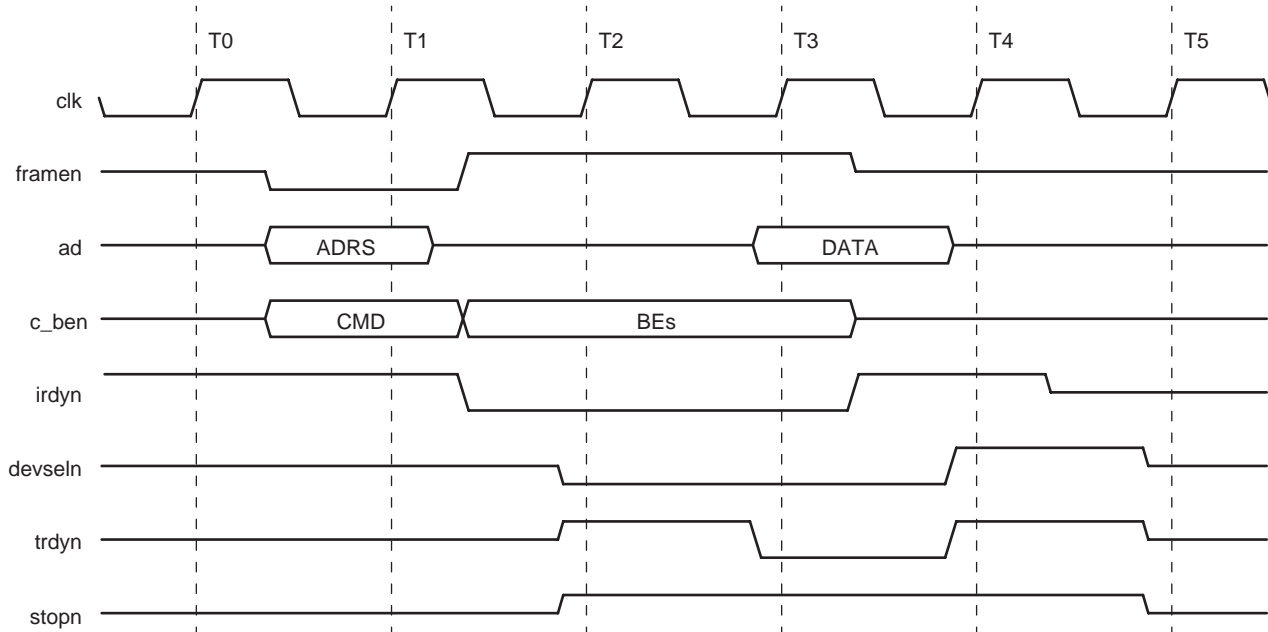 T0 T1 T2 T3 T4 T5
clk
framen
ad ADRS DATA
c_ben CMD BEs
irdyn
devseln
trdyn
stopn